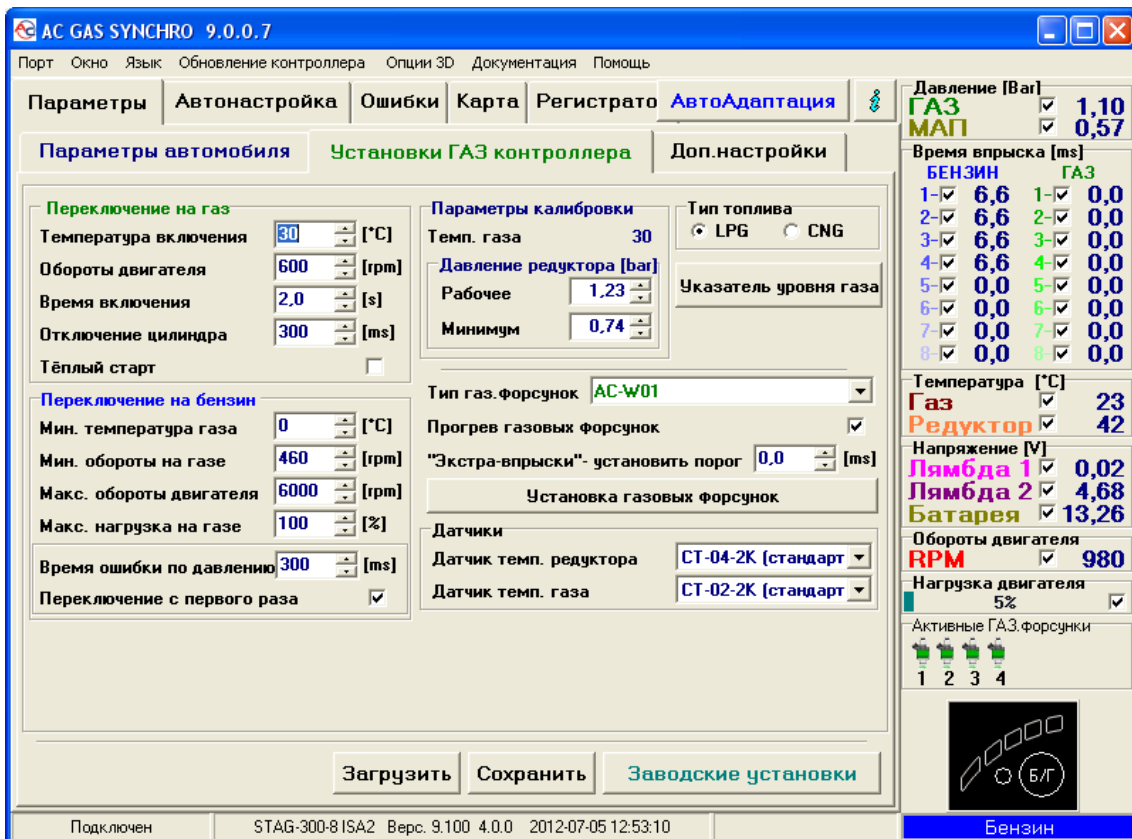 AC GAS SYNCHRO 9.0.0.7
Порт Окно Язык Обновление контроллера Опции 3D Документация Помощь
Параметры Автонастройка Ошибки Карта Регистрато АвтоАдаптация i
Параметры автомобиля Установки ГАЗ контроллера Доп.настройки
Переключение на газ
Температура включения 30 [°C]
Обороты двигателя 600 [rpm]
Время включения 2,0 [s]
Отключение цилиндра 300 [ms]
Тёплый старт
Переключение на бензин
Мин. температура газа 0 [°C]
Мин. обороты на газе 460 [rpm]
Макс. обороты двигателя 6000 [rpm]
Макс. нагрузка на газе 100 [%]
Время ошибки по давлению 300 [ms]
Переключение с первого раза
Параметры калибровки
Темп. газа 30
Давление редуктора [bar]
Рабочее 1,23
Минимум 0,74
Тип топлива
LPG CNG
Указатель уровня газа
Тип газ.форсунок AC-W01
Прогрев газовых форсунок
"Экстра-впрыски"- установить порог 0,0 [ms]
Установка газовых форсунок
Датчики
Датчик темп. редуктора CT-04-2K (стандарт
Датчик темп. газа CT-02-2K (стандарт
Загрузить Сохранить Заводские установки
Давление [Bar]
ГАЗ 1,10
МАП 0,57
Время впрыска [ms]
БЕНЗИН ГАЗ
1- 6,6 1- 0,0
2- 6,6 2- 0,0
3- 6,6 3- 0,0
4- 6,6 4- 0,0
5- 0,0 5- 0,0
6- 0,0 6- 0,0
7- 0,0 7- 0,0
8- 0,0 8- 0,0
Температура [°C]
Газ 23
Редуктор 42
Напряжение [V]
Лямбда 1 0,02
Лямбда 2 4,68
Батарея 13,26
Обороты двигателя
RPM 980
Нагрузка двигателя
5%
Активные ГАЗ.форсунки
1 2 3 4
Б/Г
Подключен STAG-300-8 ISA2 Верс. 9.100 4.0.0 2012-07-05 12:53:10 Бензин